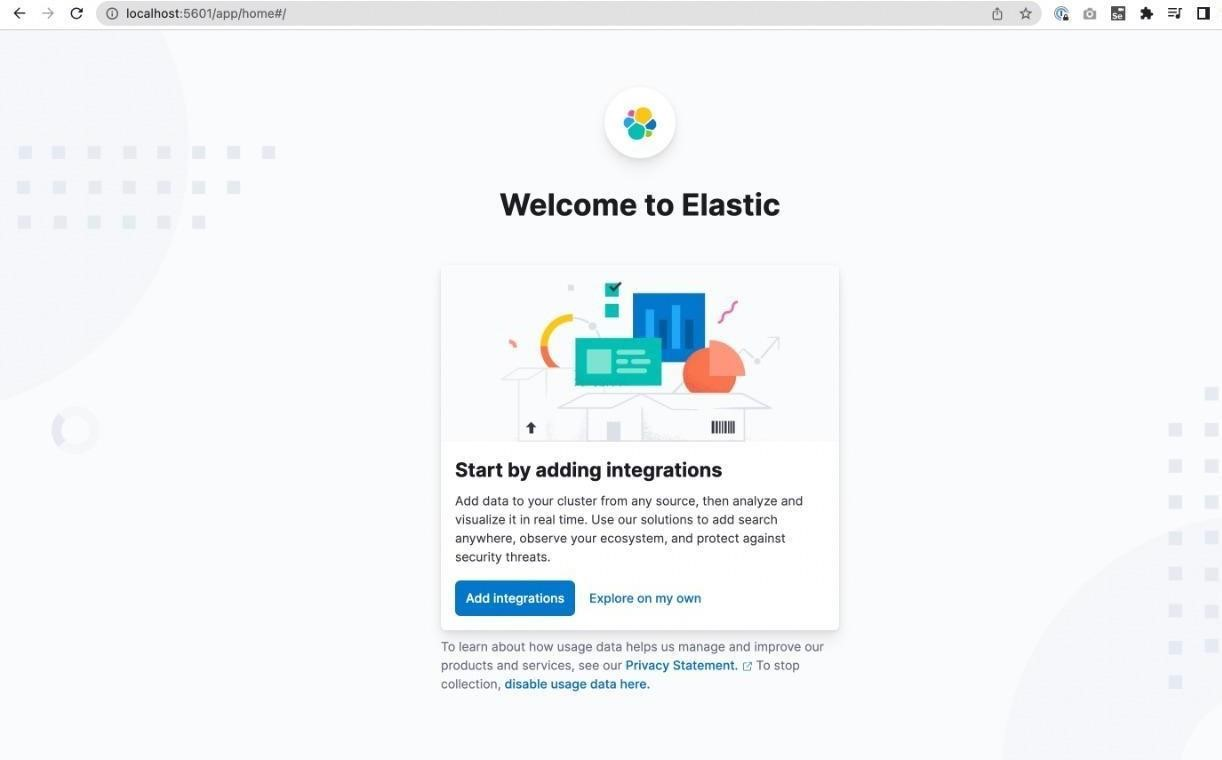 localhost:5601/app/home#/
Se
Welcome to Elastic
Start by adding integrations
Add data to your cluster from any source, then analyze and
visualize it in real time. Use our solutions to add search
anywhere, observe your ecosystem, and protect against
security threats.
Add integrations Explore on my own
To learn about how usage data helps us manage and improve our
products and services, see our Privacy Statement. To stop
collection, disable usage data here.